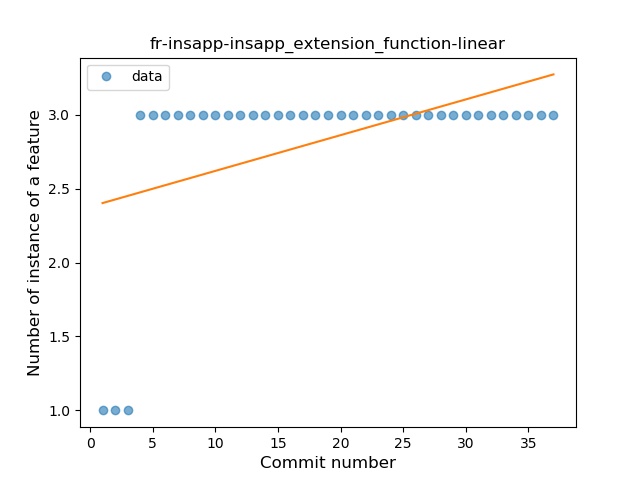 fr-insapp-insapp_extension_function-linear
data
Number of instance of a feature
3.0
2.5
2.0
1.5
1.0
0 5 10 15 20 25 30 35
Commit number